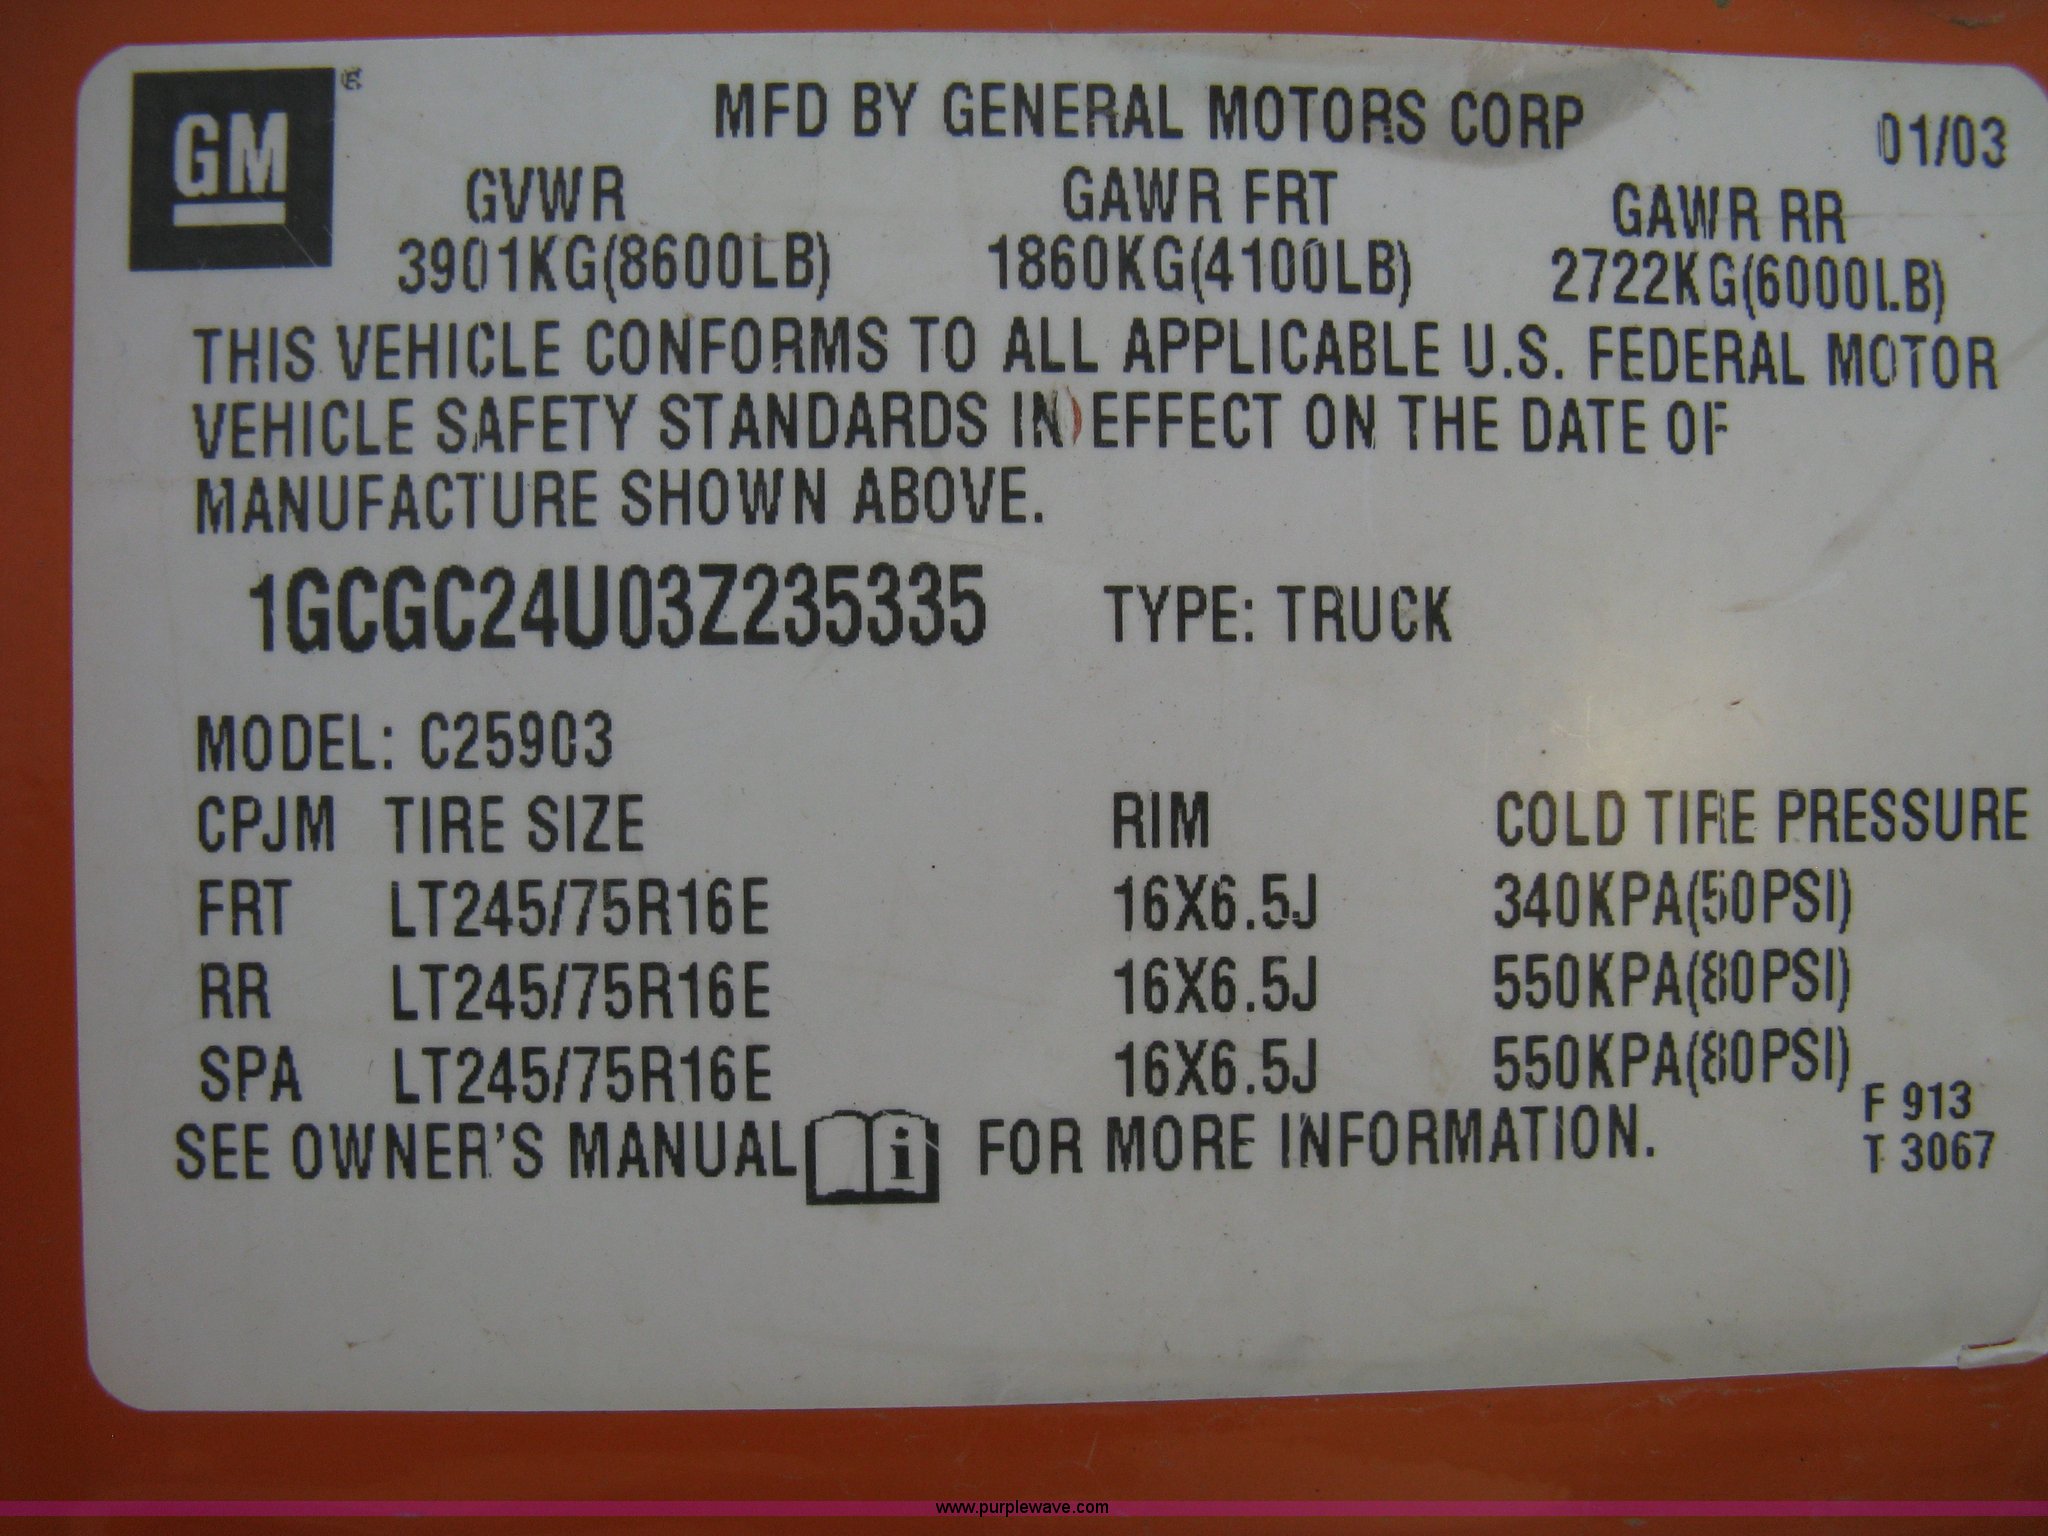 GM
MFD BY GENERAL MOTORS CORP
01/03
GVWR GAWR FRT GAWR RR
3901KG(8600LB) 1860KG(4100LB) 2722KG(6000LB)
THIS VEHICLE CONFORMS TO ALL APPLICABLE U.S. FEDERAL MOTOR
VEHICLE SAFETY STANDARDS IN EFFECT ON THE DATE OF
MANUFACTURE SHOWN ABOVE.
1GCGC24U03Z235335 TYPE: TRUCK
MODEL: C25903
CPJM TIRE SIZE RIM COLD TIRE PRESSURE
FRT LT245/75R16E 16X6.5J 340KPA(50PSI)
RR LT245/75R16E 16X6.5J 550KPA(80PSI)
SPA LT245/75R16E 16X6.5J 550KPA(80PSI)
SEE OWNER'S MANUAL i FOR MORE INFORMATION.
F 913
T 3067
www.purplewave.com